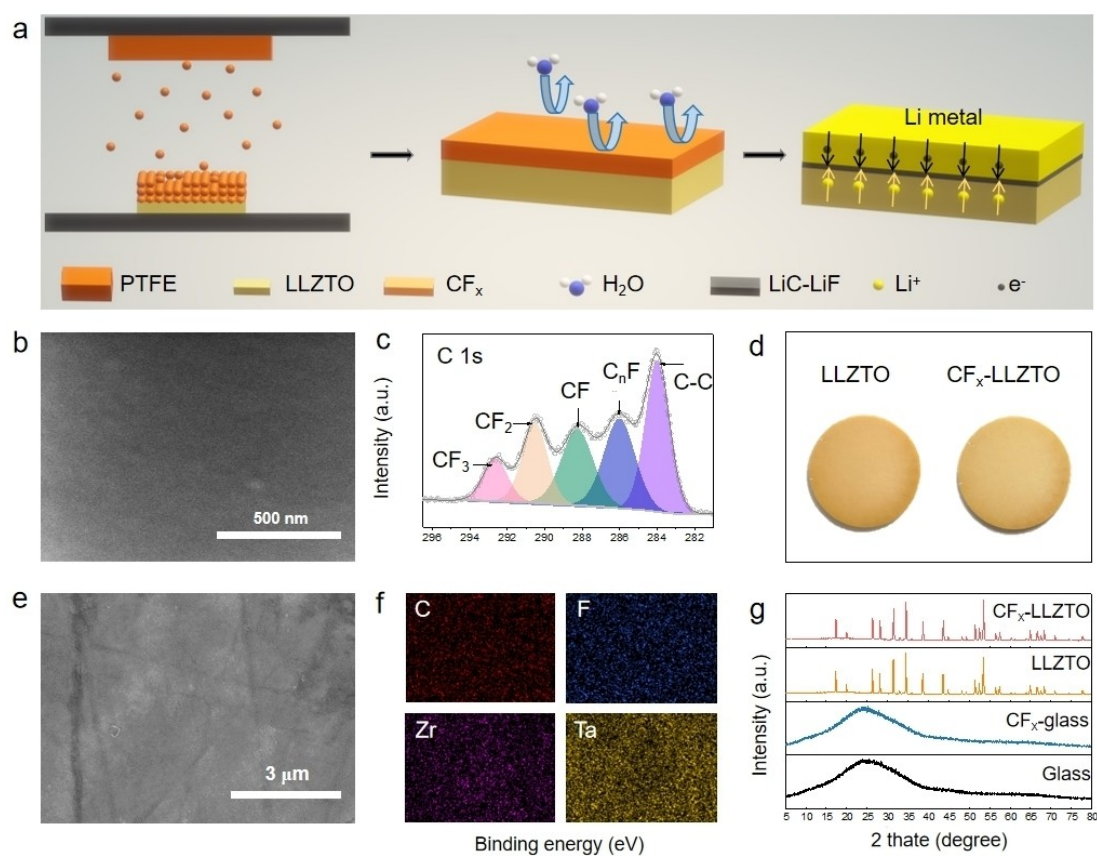 a
Li metal
PTFE
LLZTO
CFₓ
H₂O
LiC-LiF
Li⁺
e⁻
b
500 nm
c
C 1s
CF₃
CF₂
CF
CₙF
C-C
Intensity (a.u.)
296 294 292 290 288 286 284 282
d
LLZTO
CFₓ-LLZTO
e
3 μm
f
C
F
Zr
Ta
Binding energy (eV)
g
CFₓ-LLZTO
LLZTO
CFₓ-glass
Glass
Intensity (a.u.)
5 10 15 20 25 30 35 40 45 50 55 60 65 70 75 80
2 thate (degree)